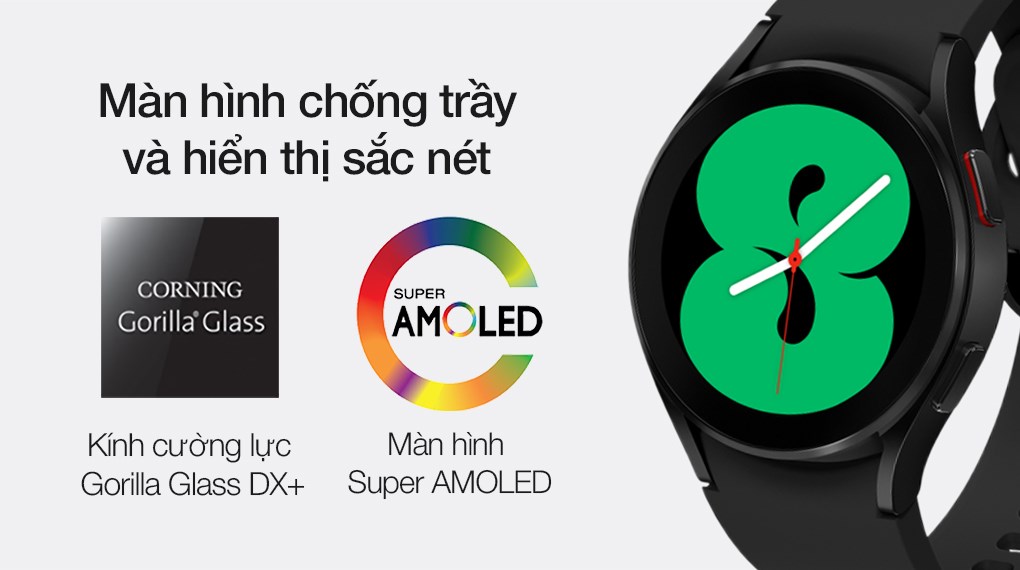 Màn hình chống trầy
và hiển thị sắc nét
CORNING
Gorilla® Glass
SUPER
AMOLED
Kính cường lực
Gorilla Glass DX+
Màn hình
Super AMOLED
8